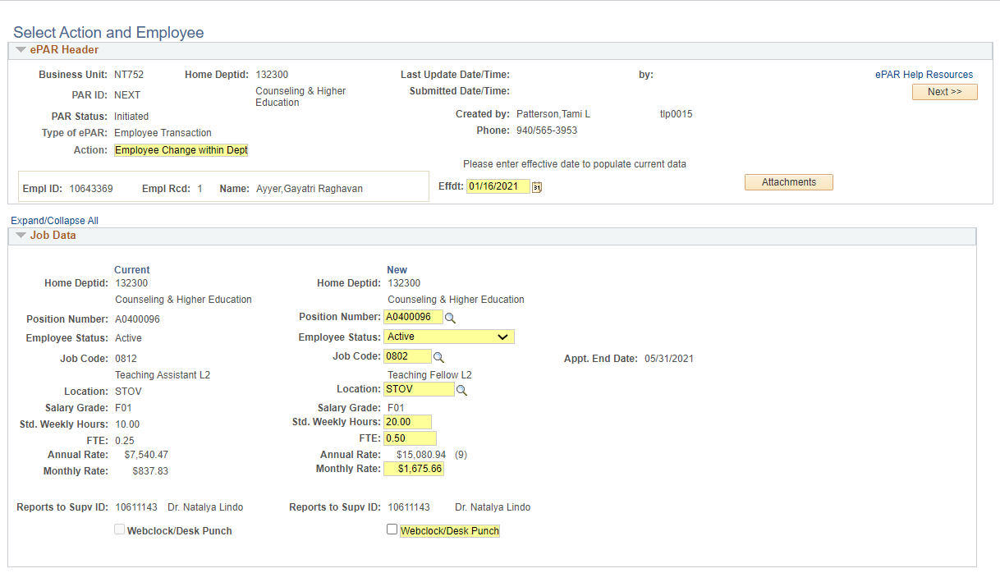 Select Action and Employee
ePAR Header
Business Unit: NT752 Home Deptid: 132300 Last Update Date/Time: by: ePAR Help Resources
PAR ID: NEXT Counseling & Higher Education Submitted Date/Time: Next >>
PAR Status: Initiated Created by: Patterson,Tami L tlp0015
Type of ePAR: Employee Transaction Phone: 940/565-3953
Action: Employee Change within Dept
Please enter effective date to populate current data
Empl ID: 10643369 Empl Rcd: 1 Name: Ayyer,Gayatri Raghavan Effdt: 01/16/2021 31 Attachments
Expand/Collapse All
Job Data
Current New
Home Deptid: 132300 Home Deptid: 132300
Counseling & Higher Education Counseling & Higher Education
Position Number: A0400096 Position Number: A0400096
Employee Status: Active Employee Status: Active
Job Code: 0812 Job Code: 0802 Appt. End Date: 05/31/2021
Teaching Assistant L2 Teaching Fellow L2
Location: STOV Location: STOV
Salary Grade: F01 Salary Grade: F01
Std. Weekly Hours: 10.00 Std. Weekly Hours: 20.00
FTE: 0.25 FTE: 0.50
Annual Rate: $7,540.47 Annual Rate: $15,080.94 (9)
Monthly Rate: $837.83 Monthly Rate: $1,675.66
Reports to Supv ID: 10611143 Dr. Natalya Lindo Reports to Supv ID: 10611143 Dr. Natalya Lindo
Webclock/Desk Punch Webclock/Desk Punch